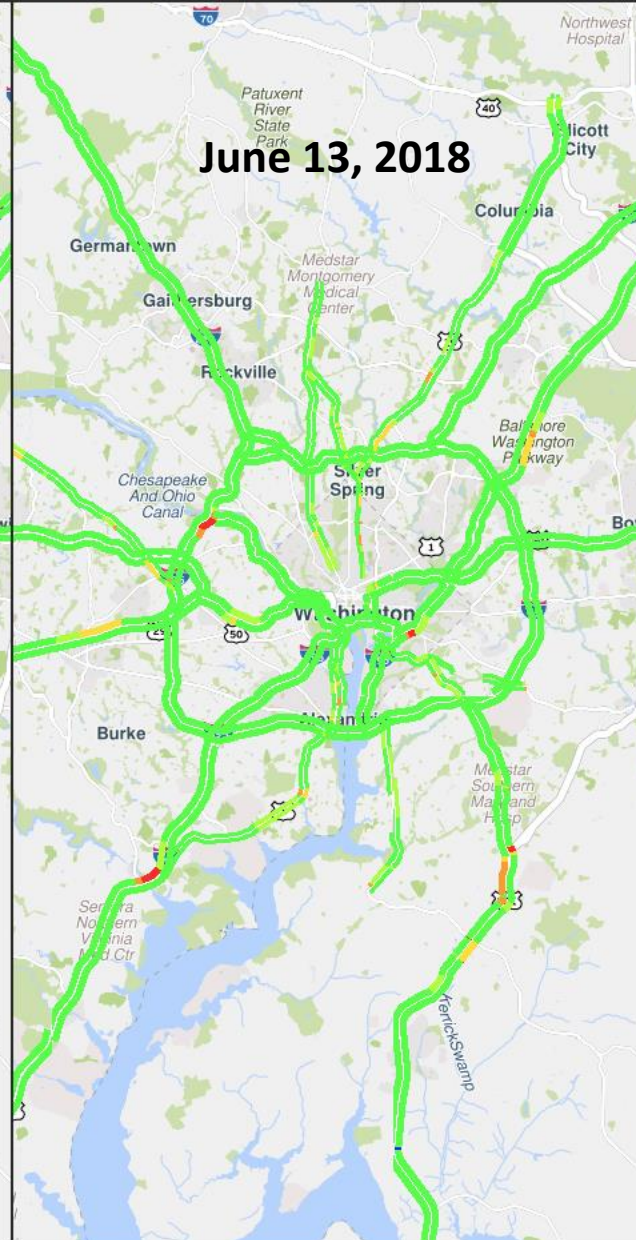 70
Northwest
Hospital
40
Patuxent
River
State
Park
June 13, 2018
City
Columbia
Germantown
Medstar
Montgomery
Medical
Center
Rockville
Baltimore
Washington
Parkway
Silver
Spring
Chesapeake
And Ohio
Canal
1
Washington
50
Alexandria
Burke
Medstar
Southern
Maryland
Hosp
Sentara
Northern
Virginia
Med Ctr